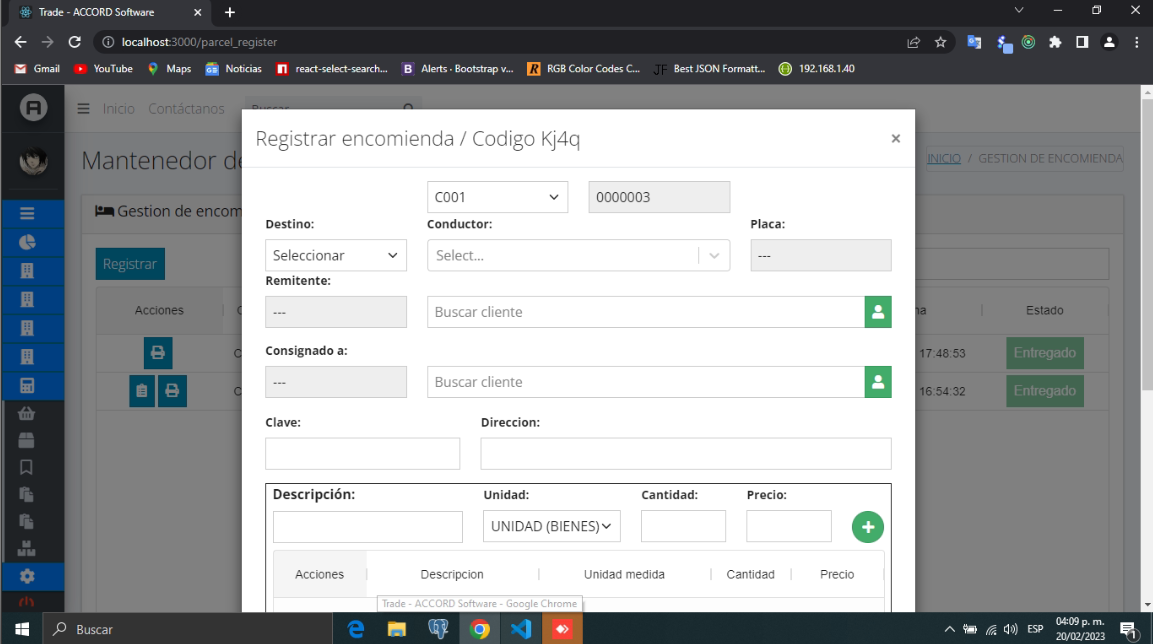 Trade - ACCORD Software
localhost:3000/parcel_register
Gmail YouTube Maps Noticias react-select-search... Alerts · Bootstrap v... RGB Color Codes C... Best JSON Formatt... 192.168.1.40
Inicio Contáctanos Buscar
Registrar encomienda / Codigo Kj4q ×
Mantenedor de INICIO / GESTION DE ENCOMIENDA
C001 0000003
Gestion de encom
Destino: Conductor: Placa:
Registrar Seleccionar Select... ---
Remitente:
Acciones --- Buscar cliente Estado
Consignado a:
17:48:53 Entregado
--- Buscar cliente
16:54:32 Entregado
Clave: Direccion:
Descripción: Unidad: Cantidad: Precio:
UNIDAD (BIENES)
Acciones Descripcion Unidad medida Cantidad Precio
Trade - ACCORD Software - Google Chrome
Buscar ESP 04:09 p. m.
20/02/2023 1